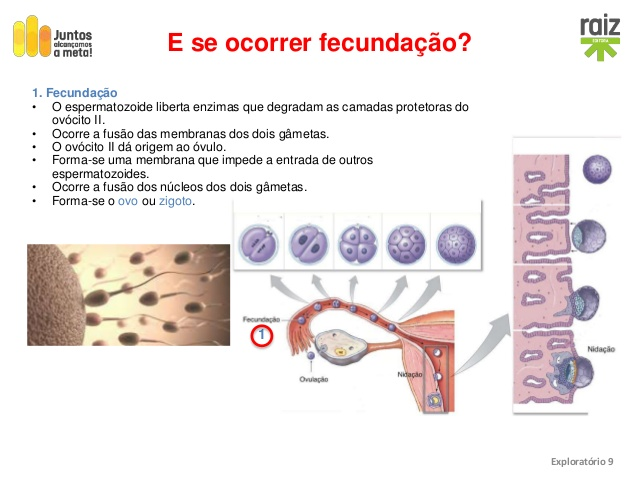 Juntos
alcançamos
a meta!
E se ocorrer fecundação?
raiz
editora
1. Fecundação
• O espermatozoide liberta enzimas que degradam as camadas protetoras do
ovócito II.
• Ocorre a fusão das membranas dos dois gâmetas.
• O ovócito II dá origem ao óvulo.
• Forma-se uma membrana que impede a entrada de outros
espermatozoides.
• Ocorre a fusão dos núcleos dos dois gâmetas.
• Forma-se o ovo ou zigoto.
Fecundação
1
Ovulação
Nidação
Nidação
Exploratório 9